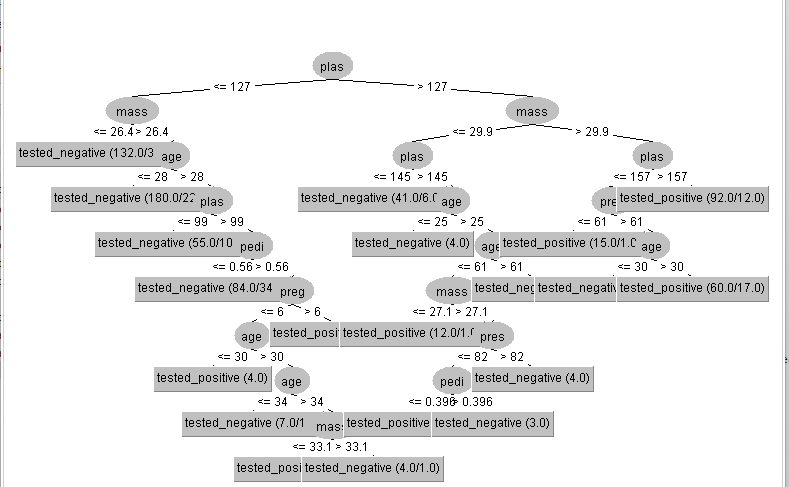 plas
<= 127 > 127
mass mass
<= 26.4 > 26.4 <= 29.9 > 29.9
tested_negative (132.0/3 age plas plas
<= 28 > 28 <= 145 > 145 <= 157 > 157
tested_negative (180.0/22 plas tested_negative (41.0/6.0 age pre tested_positive (92.0/12.0)
<= 99 > 99 <= 25 > 25 <= 61 > 61
tested_negative (55.0/10 pedi tested_negative (4.0) age tested_positive (15.0/1.0 age
<= 0.56 > 0.56 <= 61 > 61 <= 30 > 30
tested_negative (84.0/34 preg mass tested_neg tested_negativ tested_positive (60.0/17.0)
<= 6 > 6 <= 27.1 > 27.1
age tested_posi tested_positive (12.0/1.0 pres
<= 30 > 30 <= 82 > 82
tested_positive (4.0) age pedi tested_negative (4.0)
<= 34 > 34 <= 0.396 > 0.396
tested_negative (7.0/1 mas tested_positive tested_negative (3.0)
<= 33.1 > 33.1
tested_posi tested_negative (4.0/1.0)